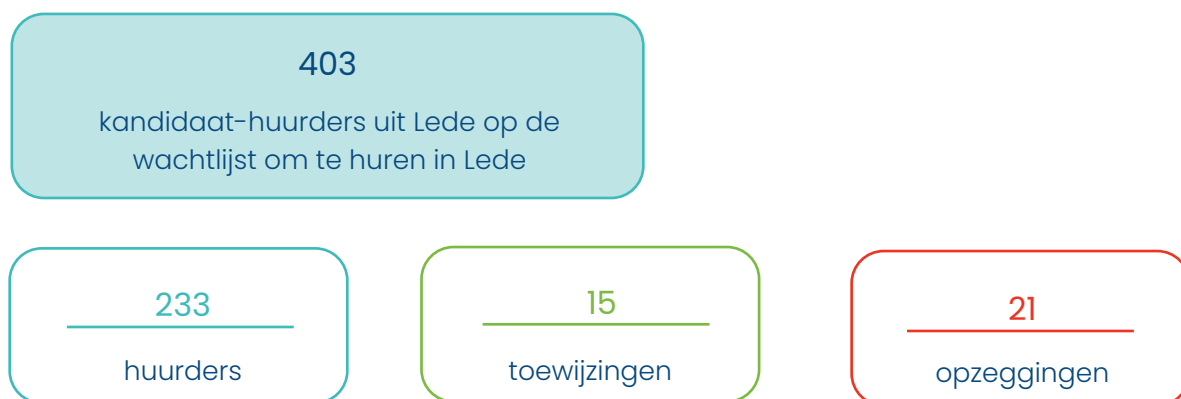 403
kandidaat-huurders uit Lede op de
wachtlijst om te huren in Lede
233
huurders
15
toewijzingen
21
opzeggingen